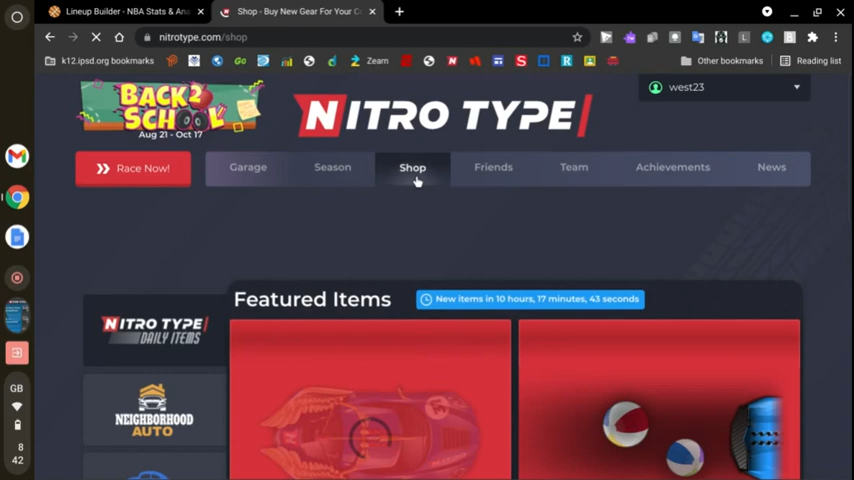 Lineup Builder - NBA Stats & Ana
Shop - Buy New Gear For Your C
nitrotype.com/shop
k12.ipsd.org bookmarks
Go
Zearn
N
S
R
Other bookmarks
Reading list
BACK 2 SCHOOL
Aug 21 - Oct 17
NITRO TYPE
west23
Race Now!
Garage
Season
Shop
Friends
Team
Achievements
News
Featured Items
New items in 10 hours, 17 minutes, 43 seconds
NITRO TYPE
DAILY ITEMS
NEIGHBORHOOD
AUTO
GB
8
42